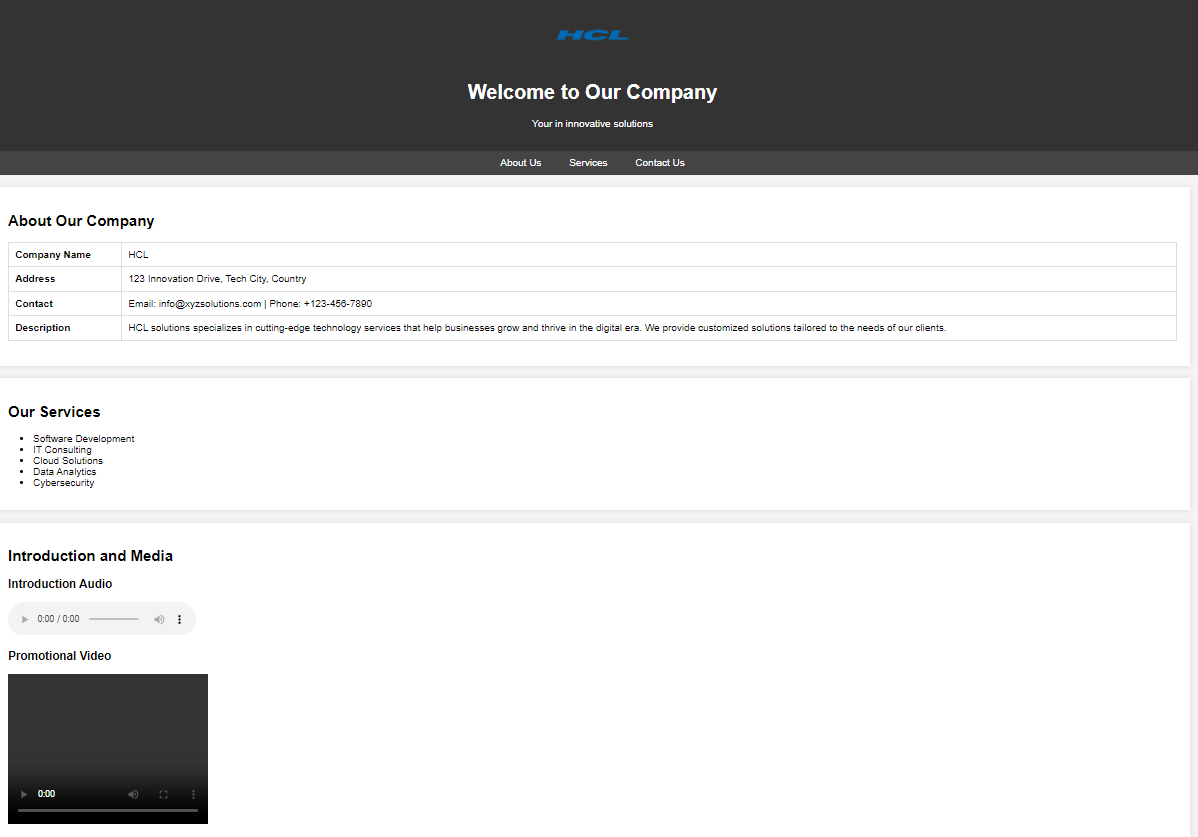 HCL
Welcome to Our Company
Your in innovative solutions
About Us Services Contact Us
About Our Company
Company Name HCL
Address 123 Innovation Drive, Tech City, Country
Contact Email: info@xyzsolutions.com | Phone: +123-456-7890
Description HCL solutions specializes in cutting-edge technology services that help businesses grow and thrive in the digital era. We provide customized solutions tailored to the needs of our clients.
Our Services
Software Development
IT Consulting
Cloud Solutions
Data Analytics
Cybersecurity
Introduction and Media
Introduction Audio
0:00 / 0:00
Promotional Video
0:00